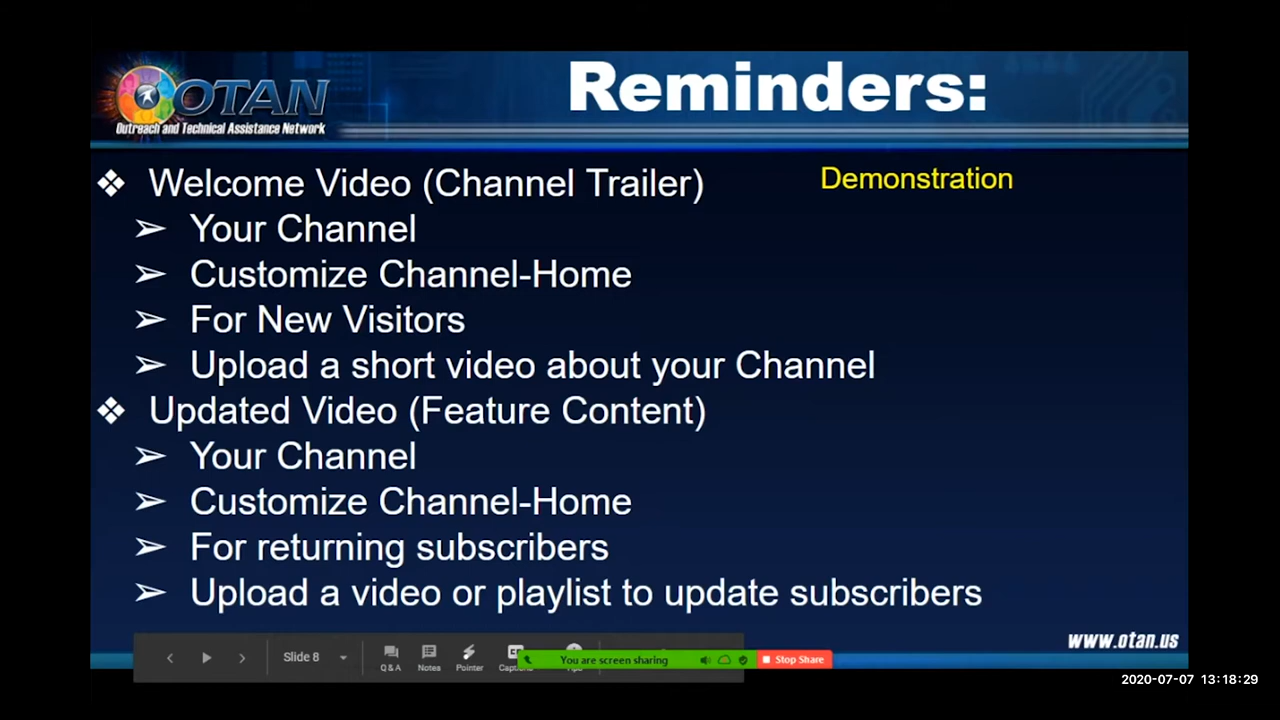 OTAN
Outreach and Technical Assistance Network
Reminders:
❖ Welcome Video (Channel Trailer)
Demonstration
➢ Your Channel
➢ Customize Channel-Home
➢ For New Visitors
➢ Upload a short video about your Channel
❖ Updated Video (Feature Content)
➢ Your Channel
➢ Customize Channel-Home
➢ For returning subscribers
➢ Upload a video or playlist to update subscribers
www.otan.us
Slide 8
Q & A
Notes
Pointer
You are screen sharing
Stop Share
2020-07-07 13:18:29